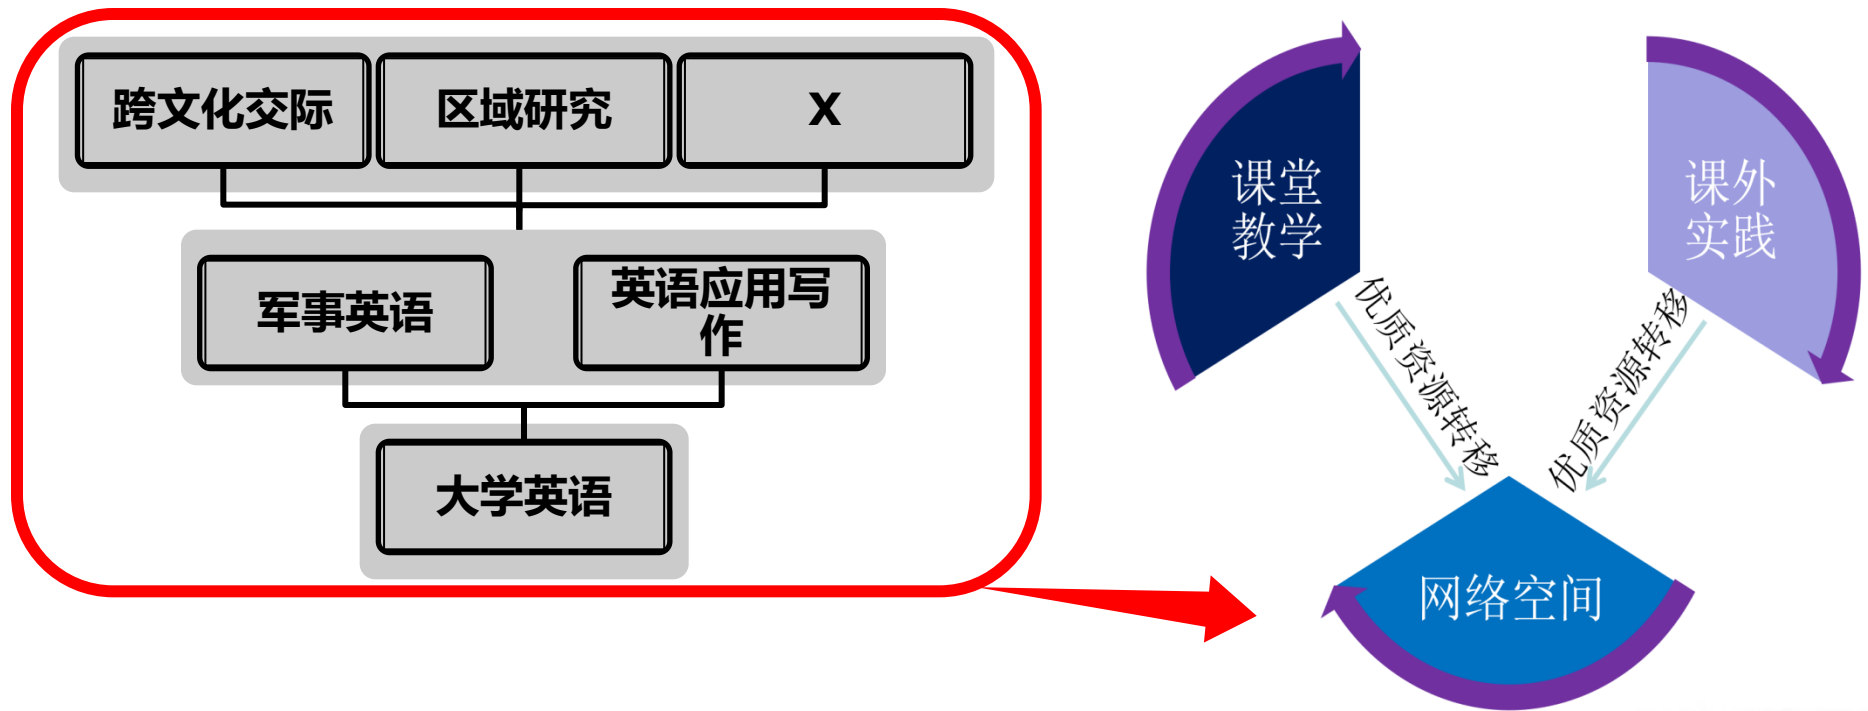 跨文化交际
区域研究
X
军事英语
英语应用写
作
大学英语
课堂
教学
课外
实践
优质资源转移
优质资源转移
网络空间